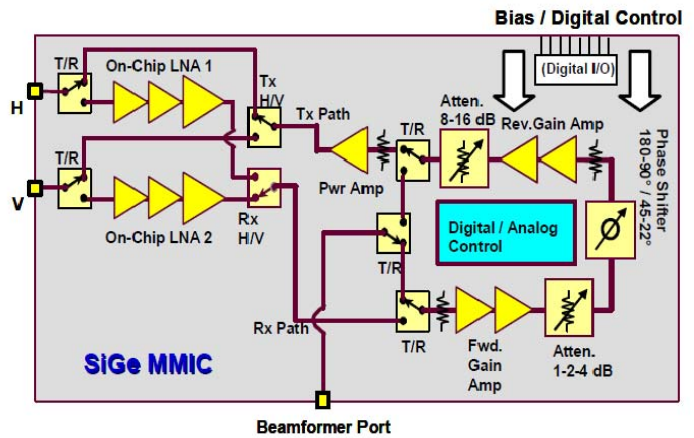 Bias / Digital Control
(Digital I/O)
T/R
On-Chip LNA 1
Tx
H/V
H
Tx Path
Pwr Amp
T/R
Atten.
8-16 dB
Rev.Gain Amp
Phase Shifter
180-90° / 45-22°
T/R
V
On-Chip LNA 2
Rx
H/V
T/R
Digital / Analog
Control
Φ
Rx Path
T/R
Fwd.
Gain
Amp
Atten.
1-2-4 dB
SiGe MMIC
Beamformer Port